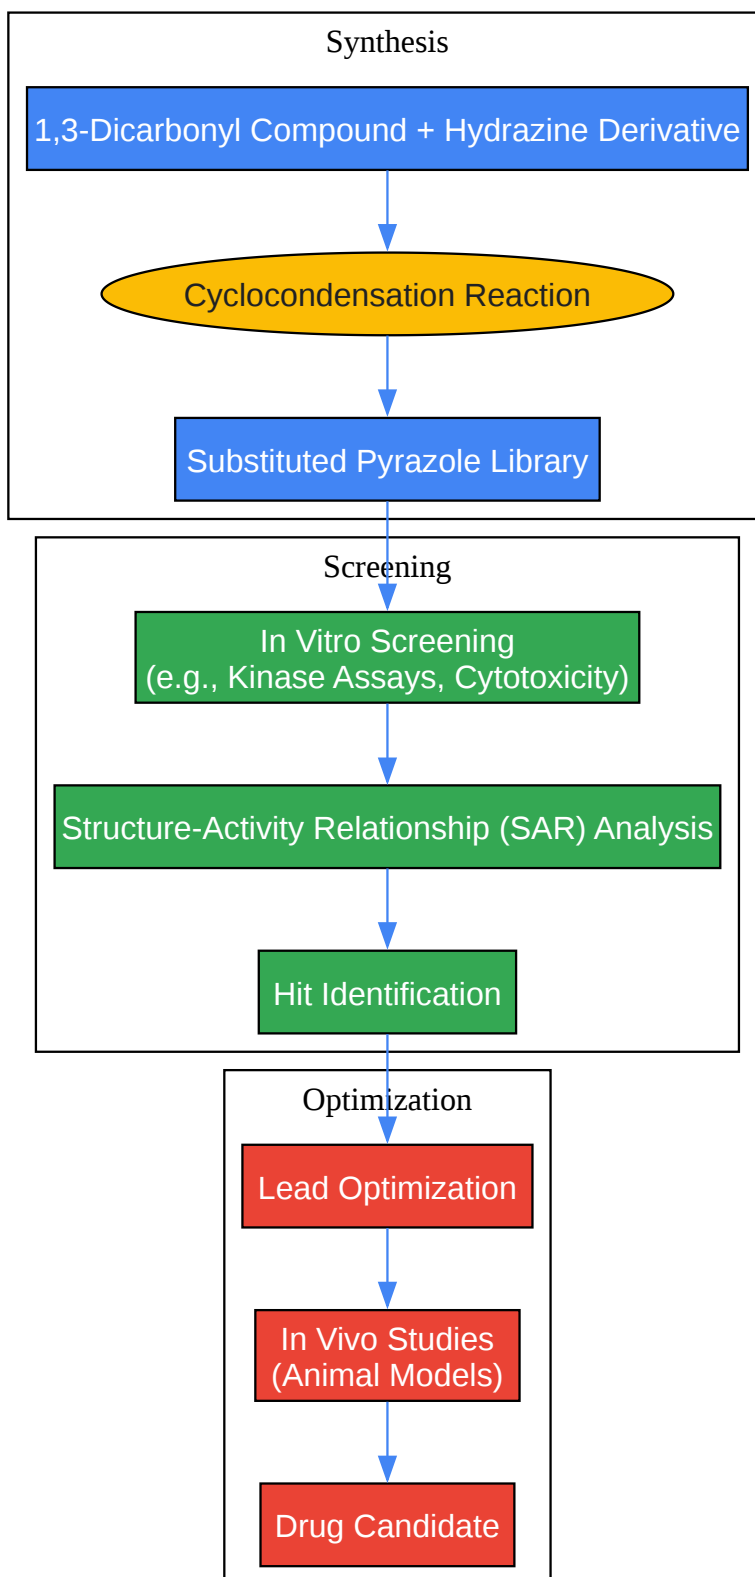 Synthesis
1,3-Dicarbonyl Compound + Hydrazine Derivative
Cyclocondensation Reaction
Substituted Pyrazole Library
Screening
In Vitro Screening
(e.g., Kinase Assays, Cytotoxicity)
Structure-Activity Relationship (SAR) Analysis
Hit Identification
Optimization
Lead Optimization
In Vivo Studies
(Animal Models)
Drug Candidate